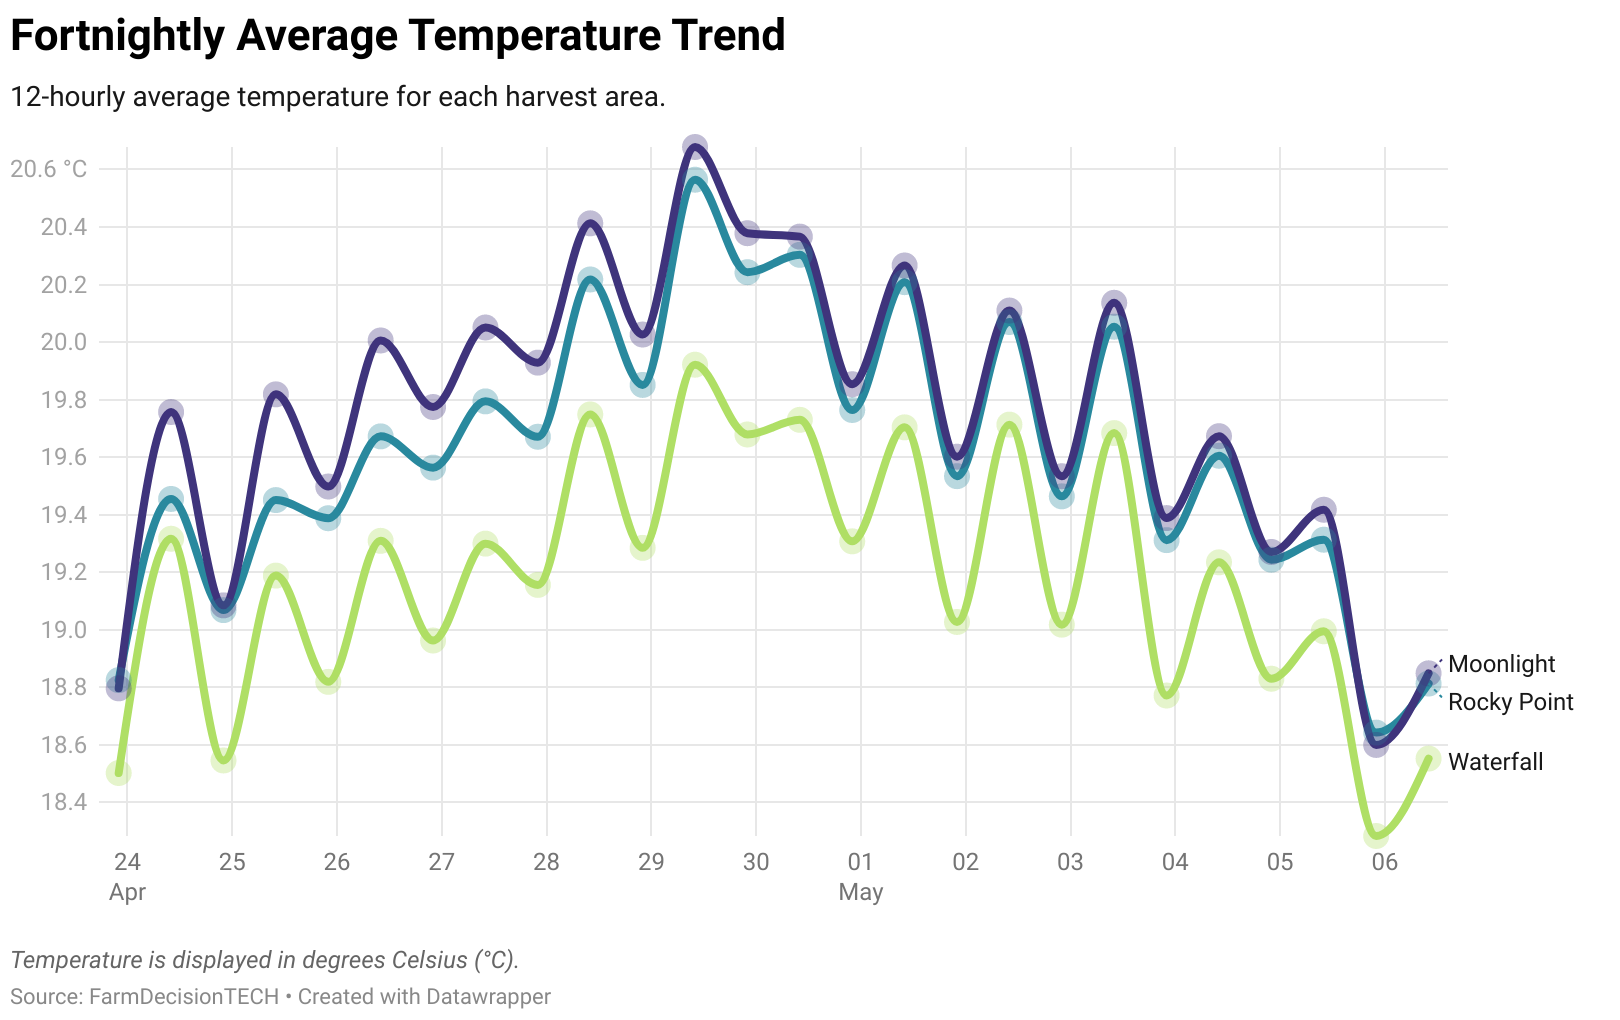 Fortnightly Average Temperature Trend
12-hourly average temperature for each harvest area.
20.6 °C
20.4
20.2
20.0
19.8
19.6
19.4
19.2
19.0
18.8
18.6
18.4
Moonlight
Rocky Point
Waterfall
24 25 26 27 28 29 30 01 02 03 04 05 06
Apr May
Temperature is displayed in degrees Celsius (°C).
Source: FarmDecisionTECH • Created with Datawrapper